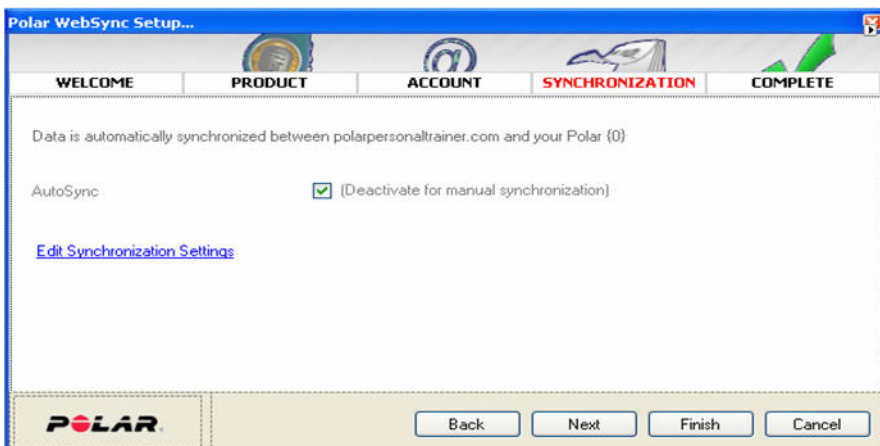 Polar WebSync Setup...
WELCOME PRODUCT ACCOUNT SYNCHRONIZATION COMPLETE
Data is automatically synchronized between polarpersonaltrainer.com and your Polar {0}
AutoSync (Deactivate for manual synchronization)
Edit Synchronization Settings
POLAR. Back Next Finish Cancel